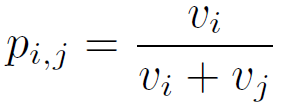 p_{i,j} = \frac{v_i}{v_i + v_j}